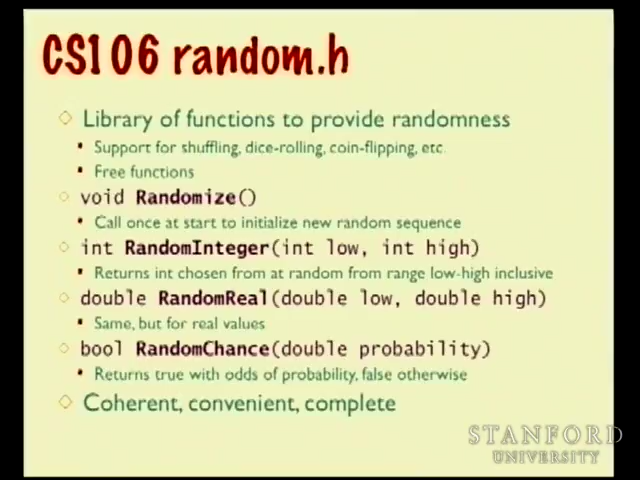 CS106 random.h
Library of functions to provide randomness
Support for shuffling, dice-rolling, coin-flipping, etc.
Free functions
void Randomize()
Call once at start to initialize new random sequence
int RandomInteger(int low, int high)
Returns int chosen from at random from range low-high inclusive
double RandomReal(double low, double high)
Same, but for real values
bool RandomChance(double probability)
Returns true with odds of probability, false otherwise
Coherent, convenient, complete
STANFORD
UNIVERSITY